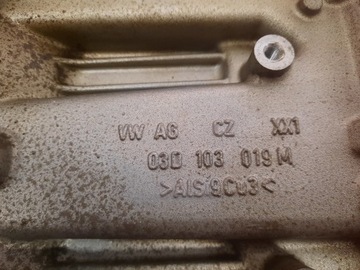 VW AG CZ XX1
03D 103 019 M
>AlSi9Cu3<